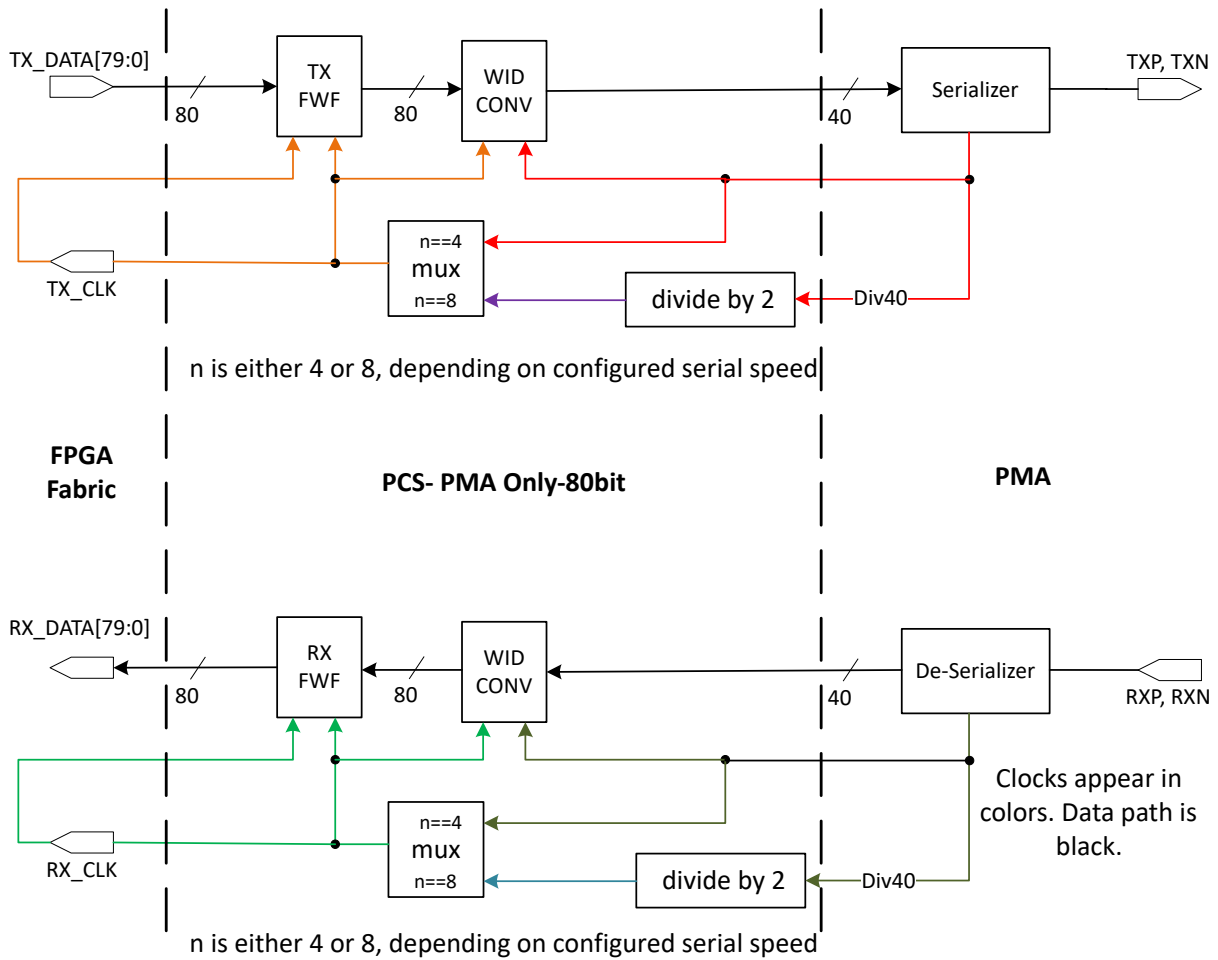 TX_DATA[79:0]
80
TX
FWF
80
WID
CONV
40
Serializer
TXP, TXN
TX_CLK
n==4
mux
n==8
divide by 2
Div40
n is either 4 or 8, depending on configured serial speed
FPGA
Fabric
PCS- PMA Only-80bit
PMA
RX_DATA[79:0]
80
RX
FWF
80
WID
CONV
40
De-Serializer
RXP, RXN
Clocks appear in
colors. Data path is
black.
RX_CLK
n==4
mux
n==8
divide by 2
Div40
n is either 4 or 8, depending on configured serial speed